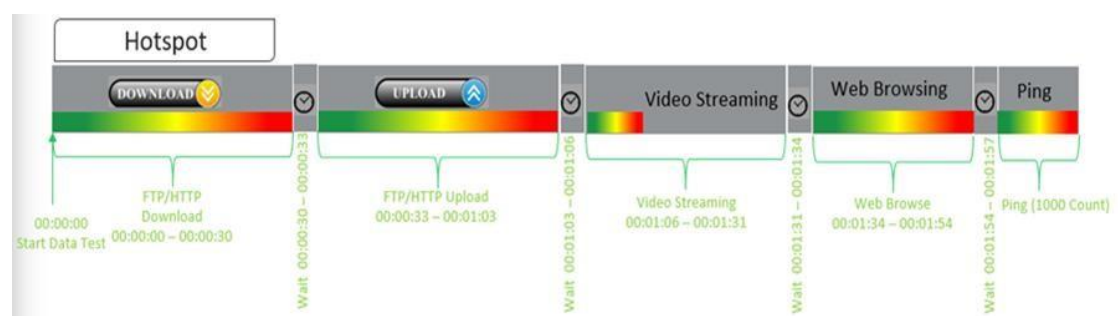 Hotspot
DOWNLOAD
UPLOAD
Video Streaming
Web Browsing
Ping
00:00:00
Start Data Test
FTP/HTTP
Download
00:00:00 – 00:00:30
Wait 00:00:30 – 00:00:33
FTP/HTTP Upload
00:00:33 – 00:01:03
Wait 00:01:03 – 00:01:06
Video Streaming
00:01:06 – 00:01:31
Wait 00:01:31 – 00:01:34
Web Browse
00:01:34 – 00:01:54
Wait 00:01:54 – 00:01:57
Ping (1000 Count)